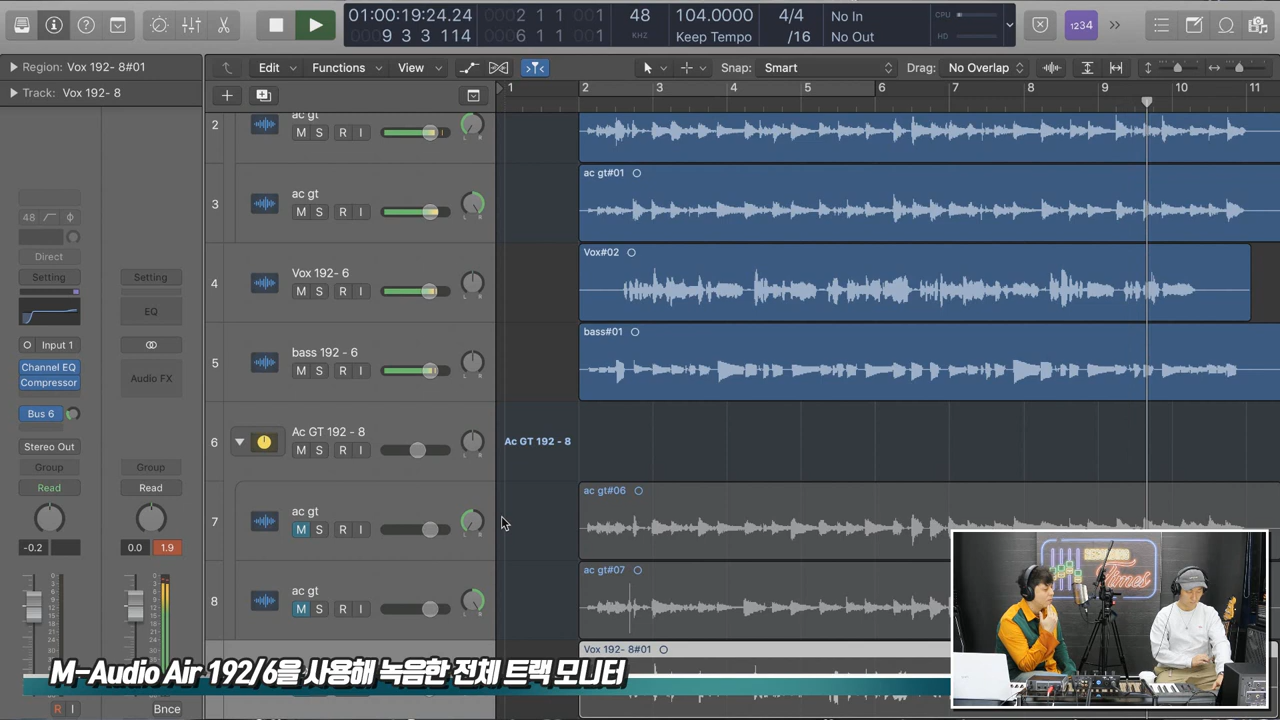 01:00:19:24.24
9 3 3 114
0002 1 1 001
0006 1 1 001
48
KHZ
104.0000
Keep Tempo
4/4
/16
No In
No Out
CPU
HD
1234
Region: Vox 192- 8#01
Track: Vox 192- 8
Edit
Functions
View
Snap: Smart
Drag: No Overlap
1 2 3 4 5 6 7 8 9 10 11
2 ac gt
M S R I
3 ac gt
M S R I
ac gt#01
4 Vox 192- 6
M S R I
Vox#02
5 bass 192 - 6
M S R I
bass#01
6 Ac GT 192 - 8
M S R I
Ac GT 192 - 8
7 ac gt
M S R I
ac gt#06
8 ac gt
M S R I
ac gt#07
Vox 192- 8#01
48
Direct
Setting
Setting
EQ
Input 1
Channel EQ
Compressor
Audio FX
Bus 6
Stereo Out
Group
Group
Read
Read
-0.2
0.0
1.9
R I
Bnce
Times
M-Audio Air 192/6을 사용해 녹음한 전체 트랙 모니터